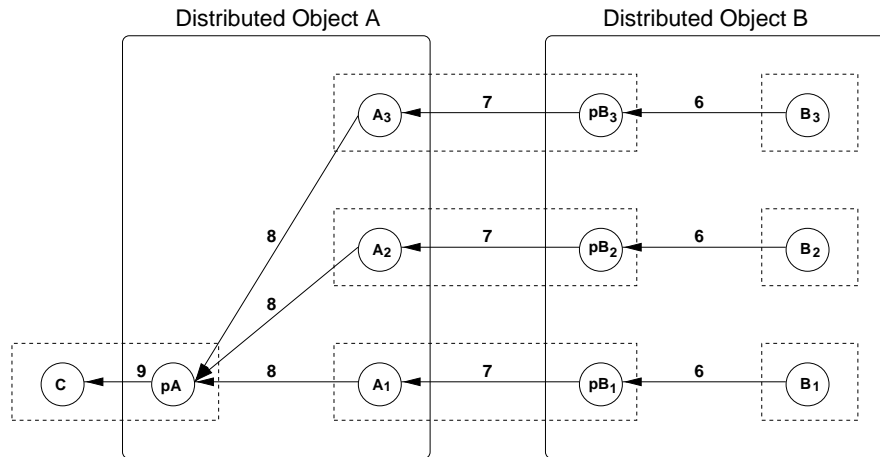 Distributed Object A Distributed Object B
A3 7 pB3 6 B3
8
A2 7 pB2 6 B2
8
C 9 pA 8 A1 7 pB1 6 B1